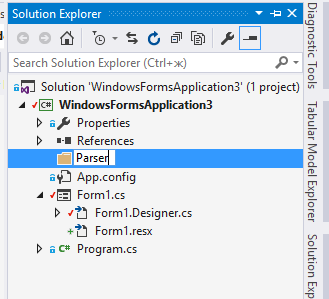 Solution Explorer
Search Solution Explorer (Ctrl+ж)
Solution 'WindowsFormsApplication3' (1 project)
WindowsFormsApplication3
Properties
References
Parser
App.config
Form1.cs
Form1.Designer.cs
Form1.resx
Program.cs
Diagnostic Tools
Tabular Model Explorer
Solution Exp